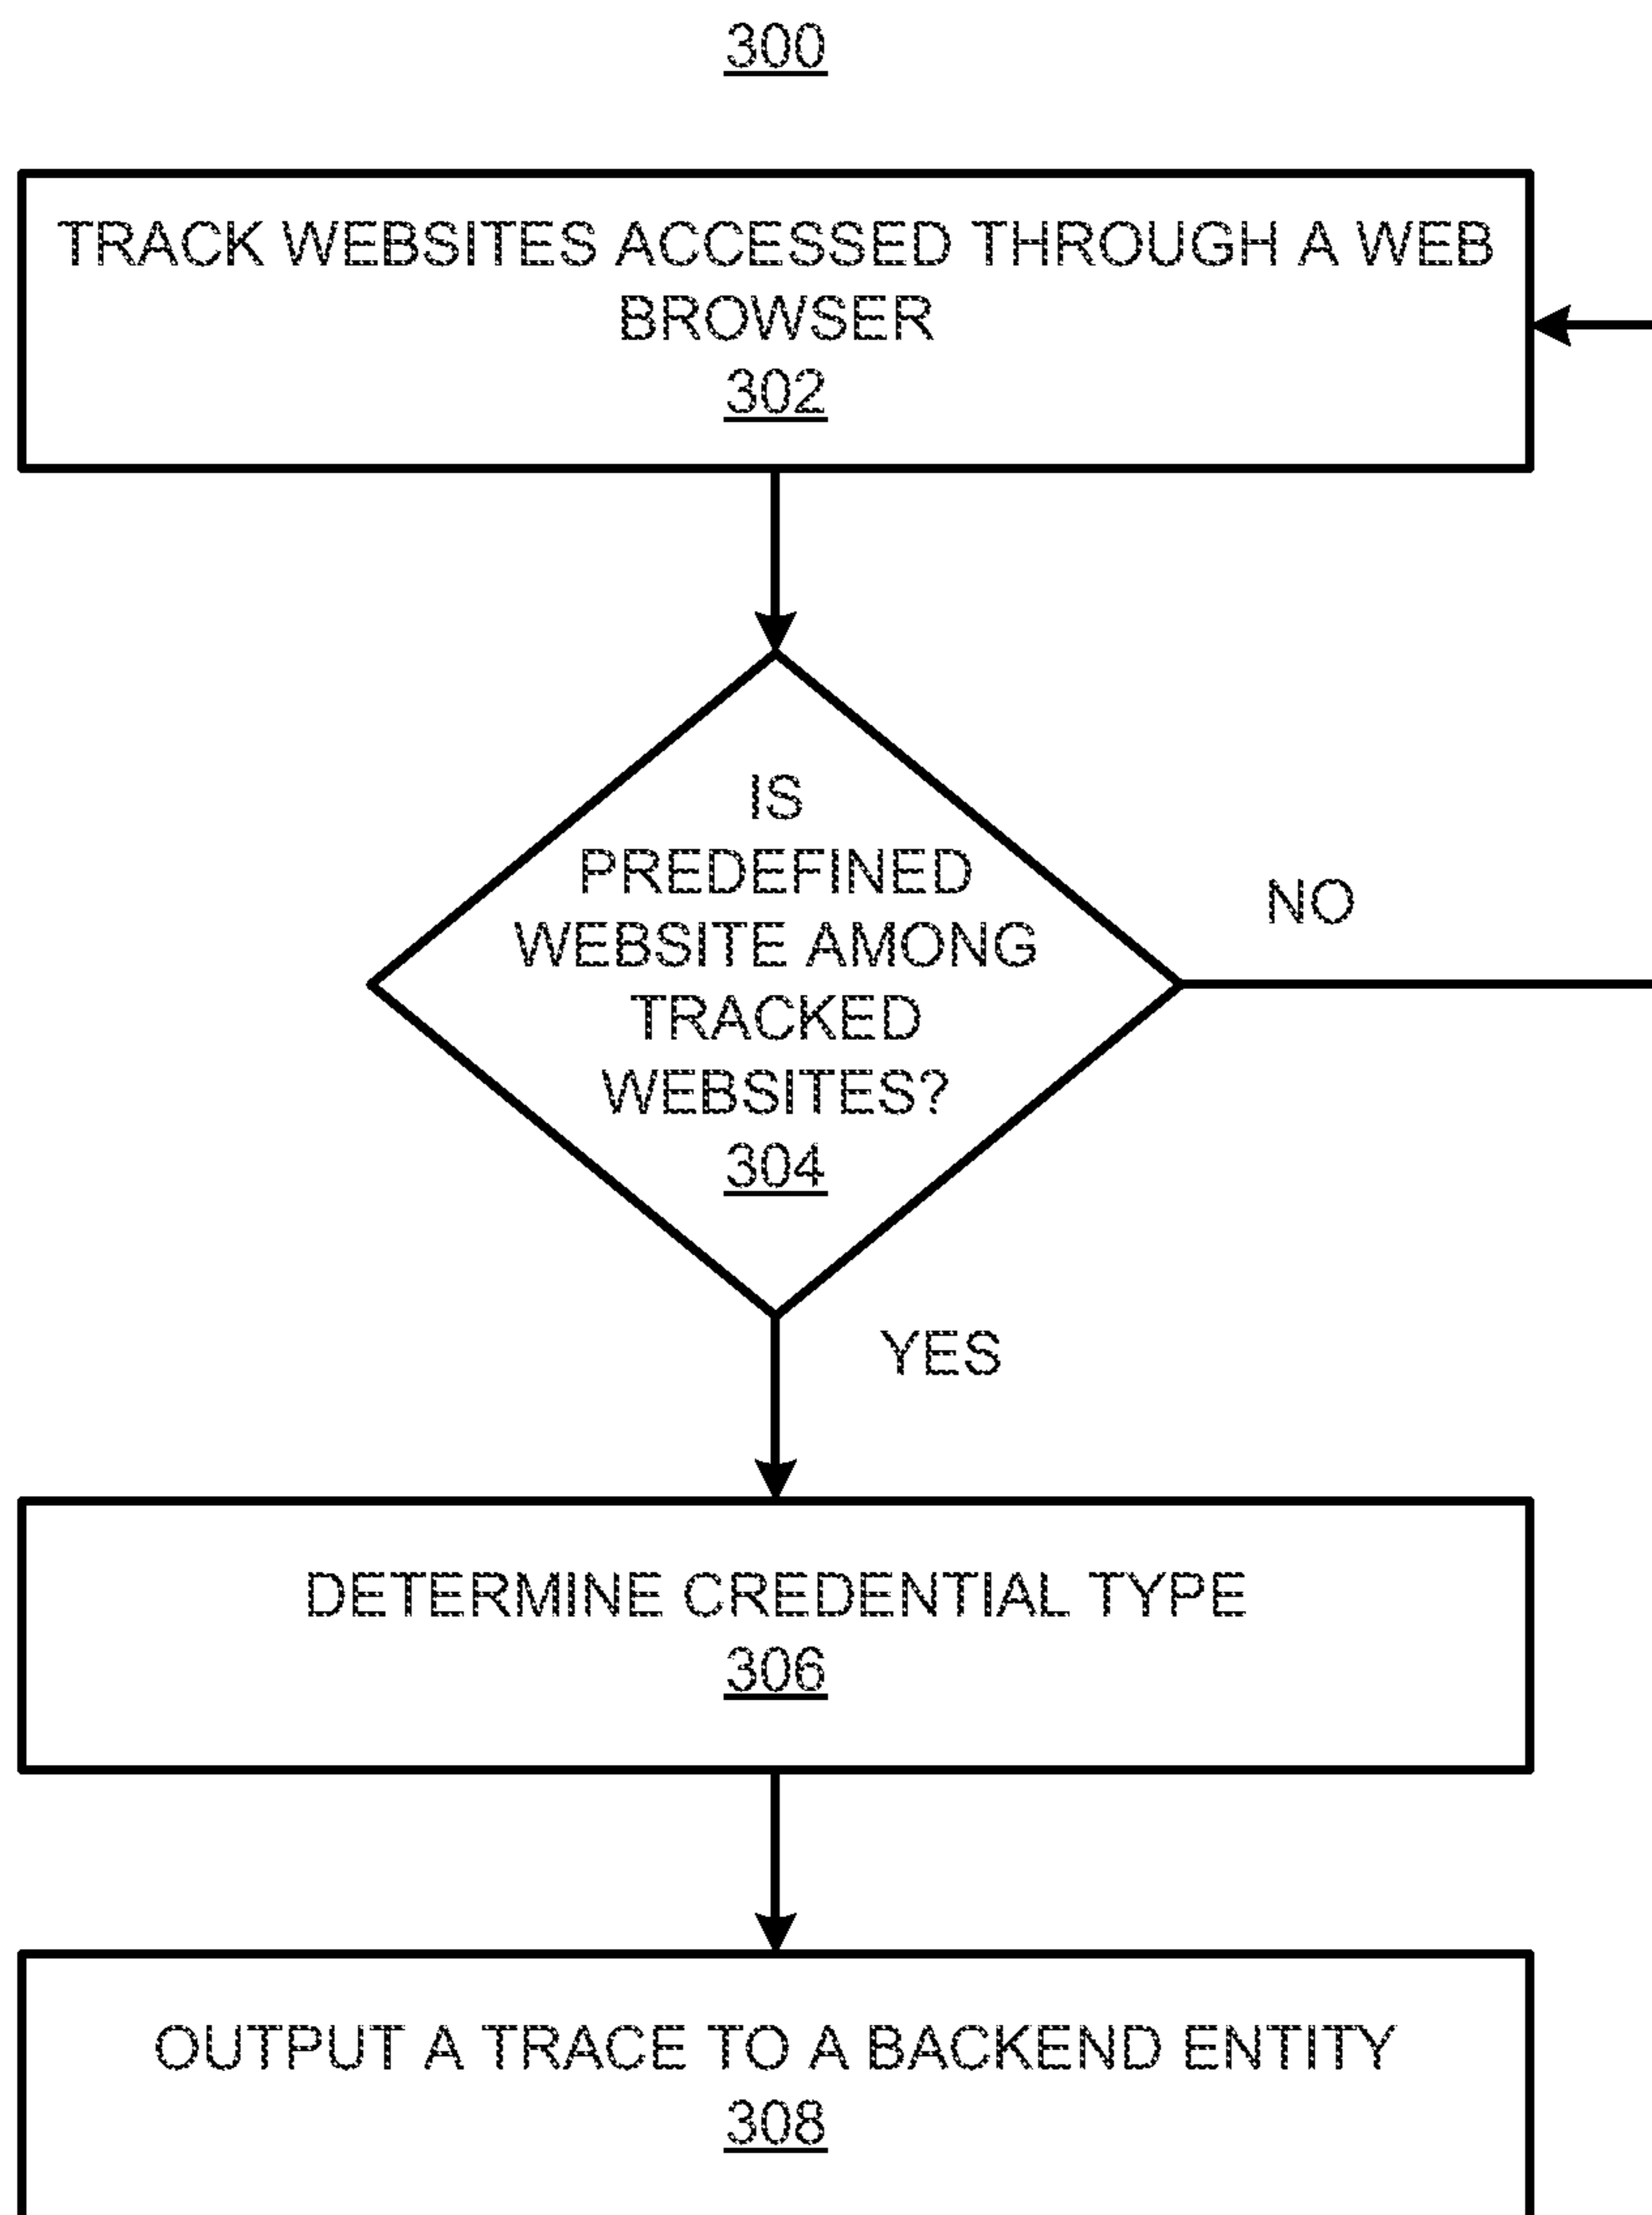 300
TRACK WEBSITES ACCESSED THROUGH A WEB
BROWSER
302
IS
PREDEFINED
WEBSITE AMONG
TRACKED
WEBSITES?
304
NO
YES
DETERMINE CREDENTIAL TYPE
306
OUTPUT A TRACE TO A BACKEND ENTITY
308